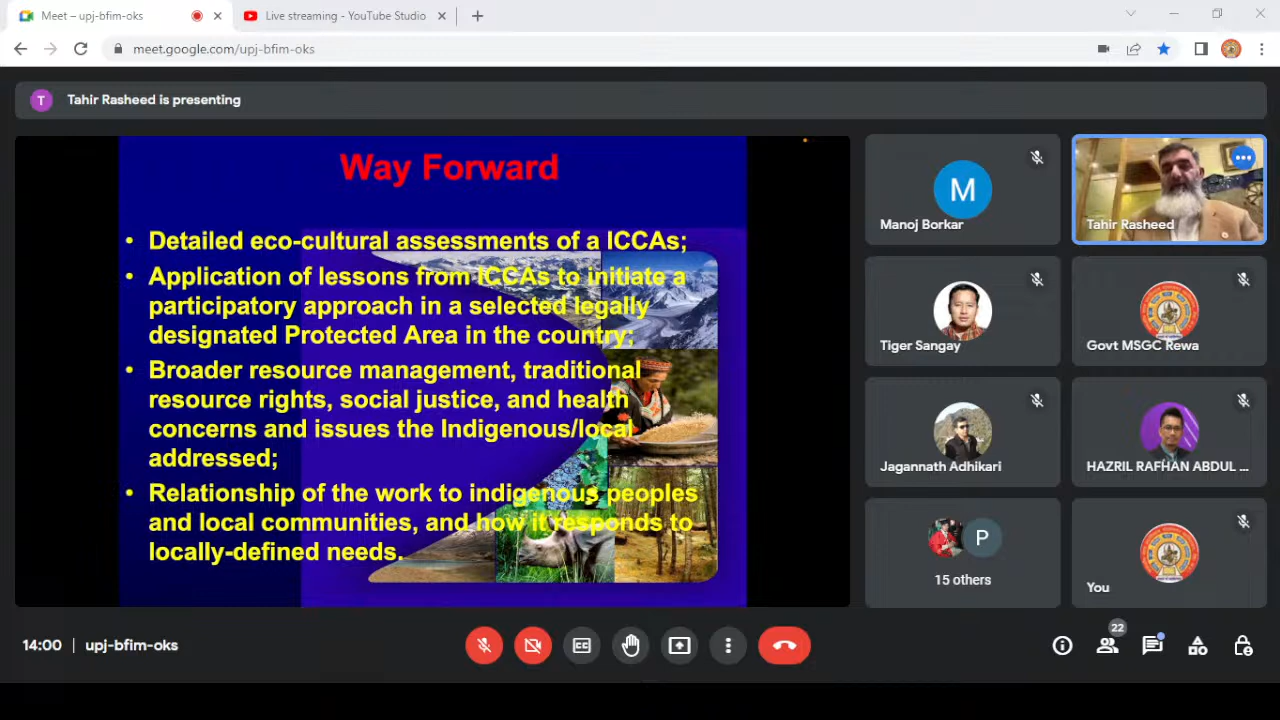 Meet – upj-bfim-oks
Live streaming - YouTube Studio
meet.google.com/upj-bfim-oks
T
Tahir Rasheed is presenting
Way Forward
• Detailed eco-cultural assessments of a ICCAs;
• Application of lessons from ICCAs to initiate a
participatory approach in a selected legally
designated Protected Area in the country;
• Broader resource management, traditional
resource rights, social justice, and health
concerns and issues the Indigenous/local
addressed;
• Relationship of the work to indigenous peoples
and local communities, and how it responds to
locally-defined needs.
M
Manoj Borkar
Tahir Rasheed
Tiger Sangay
Govt MSGC Rewa
Jagannath Adhikari
HAZRIL RAFHAN ABDUL ...
P
15 others
You
14:00 | upj-bfim-oks
CC
22